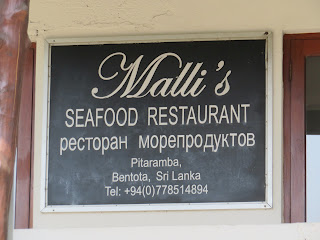 Malli's
SEAFOOD RESTAURANT
ресторан морепродуктов
Pitaramba,
Bentota, Sri Lanka
Tel: +94(0)778514894